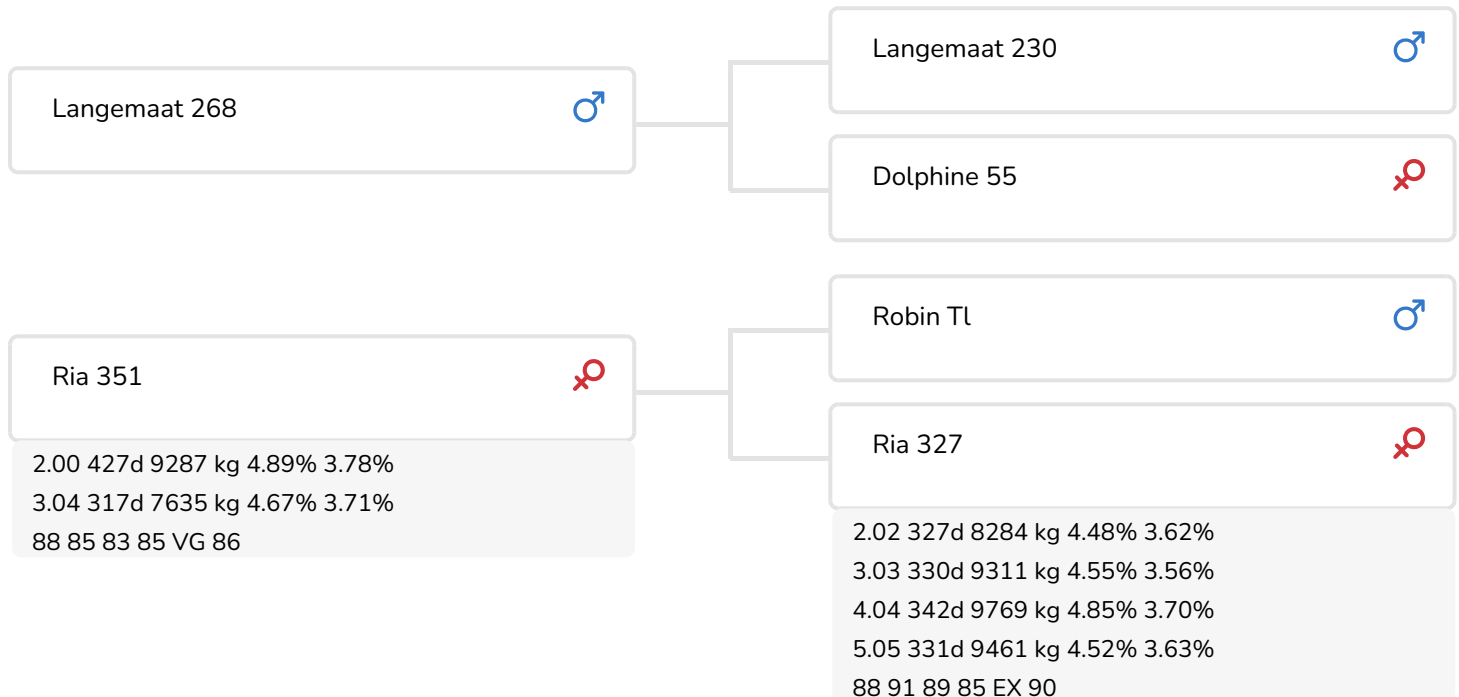 Langemaat 268
Langemaat 230
Dolphine 55
Ria 351
2.00 427d 9287 kg 4.89% 3.78%
3.04 317d 7635 kg 4.67% 3.71%
88 85 83 85 VG 86
Robin Tl
Ria 327
2.02 327d 8284 kg 4.48% 3.62%
3.03 330d 9311 kg 4.55% 3.56%
4.04 342d 9769 kg 4.85% 3.70%
5.05 331d 9461 kg 4.52% 3.63%
88 91 89 85 EX 90